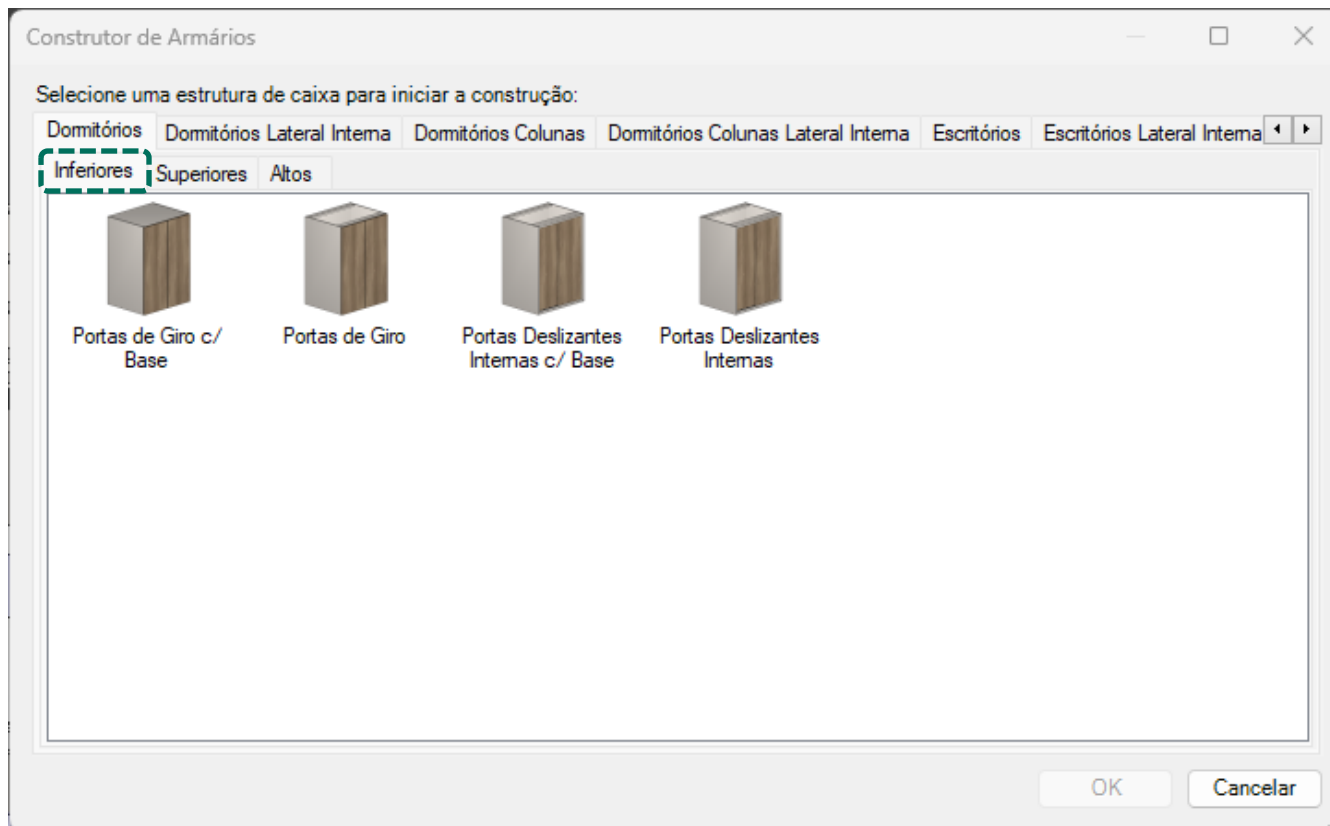 Construtor de Armários
Selecione uma estrutura de caixa para iniciar a construção:
Dormitórios Dormitórios Lateral Interna Dormitórios Colunas Dormitórios Colunas Lateral Interna Escritórios Escritórios Lateral Interna
Inferiores Superiores Altos
Portas de Giro c/ Base
Portas de Giro
Portas Deslizantes Internas c/ Base
Portas Deslizantes Internas
OK Cancelar